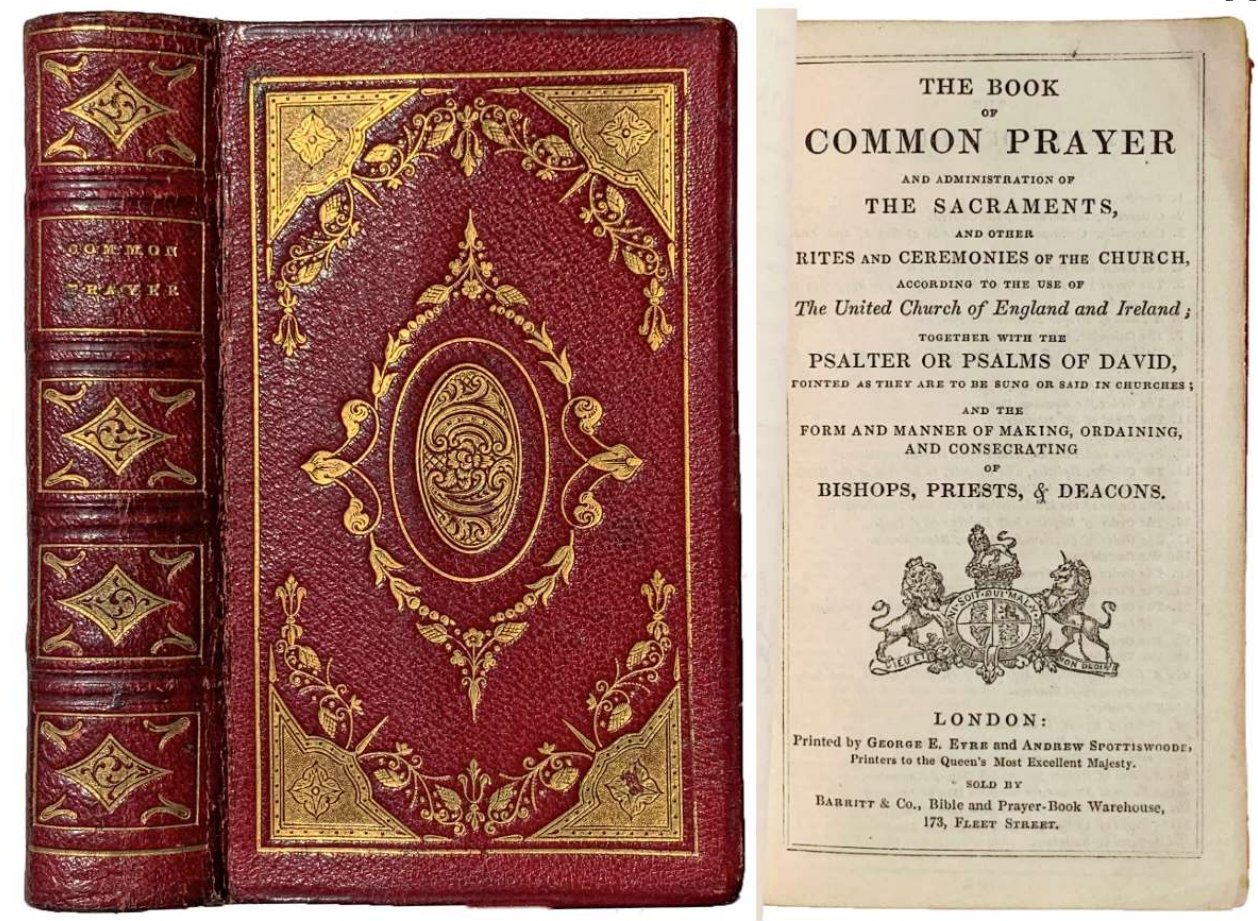 COMMON
PRAYER
THE BOOK
OF
COMMON PRAYER
AND ADMINISTRATION OF
THE SACRAMENTS,
AND OTHER
RITES AND CEREMONIES OF THE CHURCH,
ACCORDING TO THE USE OF
The United Church of England and Ireland;
TOGETHER WITH THE
PSALTER OR PSALMS OF DAVID,
POINTED AS THEY ARE TO BE SUNG OR SAID IN CHURCHES;
AND THE
FORM AND MANNER OF MAKING, ORDAINING,
AND CONSECRATING
OF
BISHOPS, PRIESTS, & DEACONS.
SOIT·QUI·MAL·
LONDON:
Printed by GEORGE E. EYRE and ANDREW SPOTTISWOODE,
Printers to the Queen's Most Excellent Majesty.
SOLD BY
BARRITT & Co., Bible and Prayer-Book Warehouse,
173, FLEET STREET.